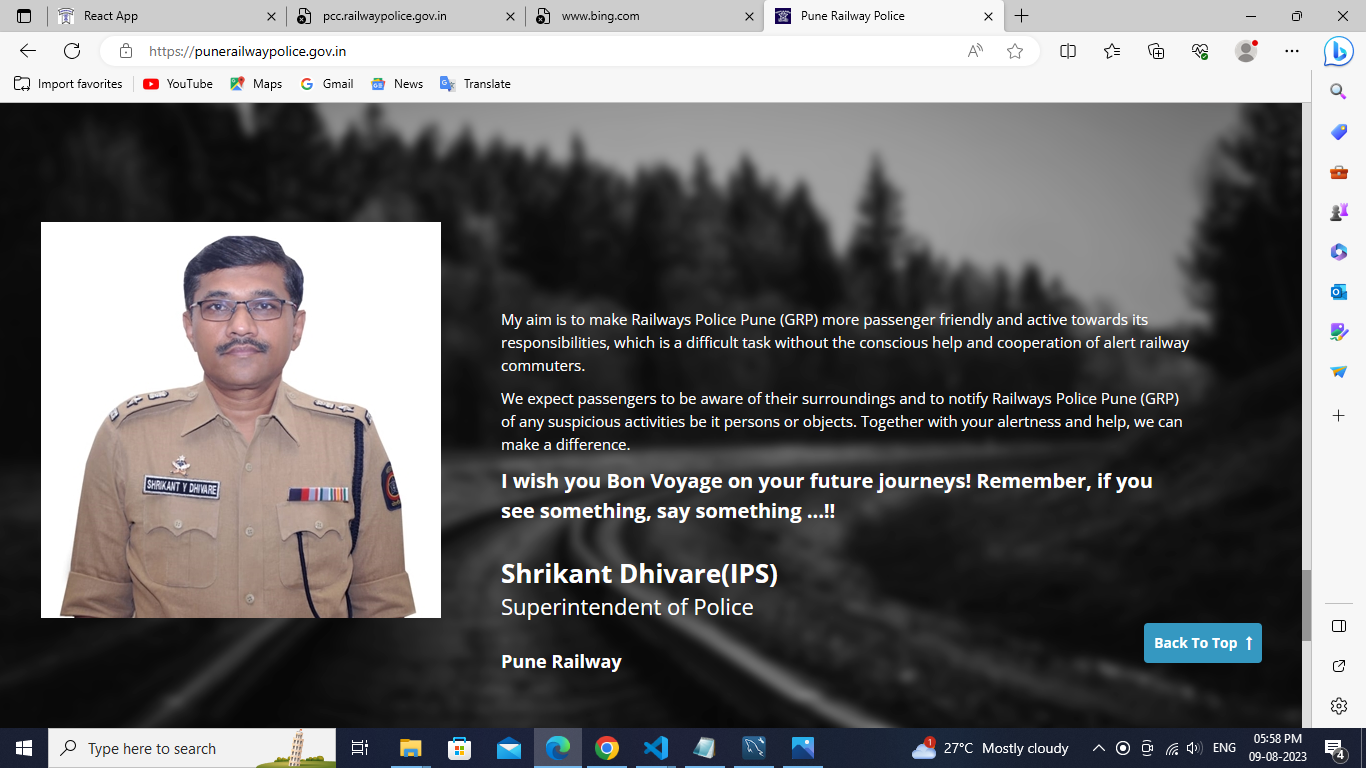 React App
pcc.railwaypolice.gov.in
www.bing.com
Pune Railway Police
https://punerailwaypolice.gov.in
Import favorites
YouTube
Maps
Gmail
News
Translate
SHRIKANT Y DHIVARE
My aim is to make Railways Police Pune (GRP) more passenger friendly and active towards its
responsibilities, which is a difficult task without the conscious help and cooperation of alert railway
commuters.
We expect passengers to be aware of their surroundings and to notify Railways Police Pune (GRP)
of any suspicious activities be it persons or objects. Together with your alertness and help, we can
make a difference.
I wish you Bon Voyage on your future journeys! Remember, if you
see something, say something ...!!
Shrikant Dhivare(IPS)
Superintendent of Police
Pune Railway
Back To Top ↑
Type here to search
1
27°C Mostly cloudy
ENG
05:58 PM
09-08-2023
4